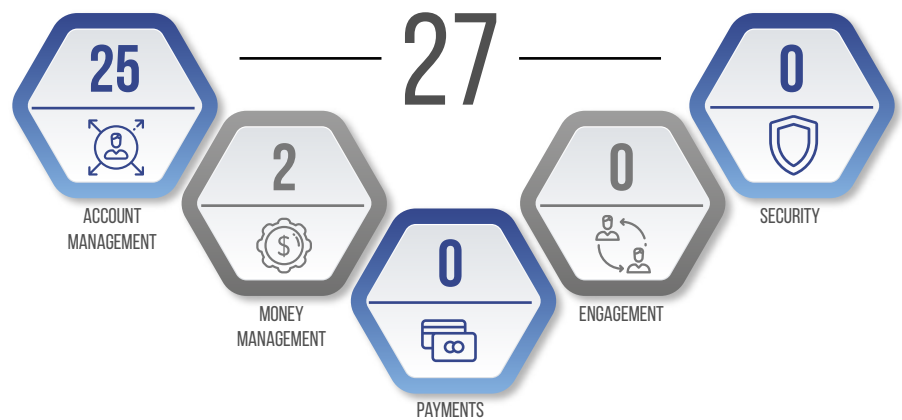 27
25
ACCOUNT
MANAGEMENT
2
$
MONEY
MANAGEMENT
0
PAYMENTS
0
ENGAGEMENT
0
SECURITY